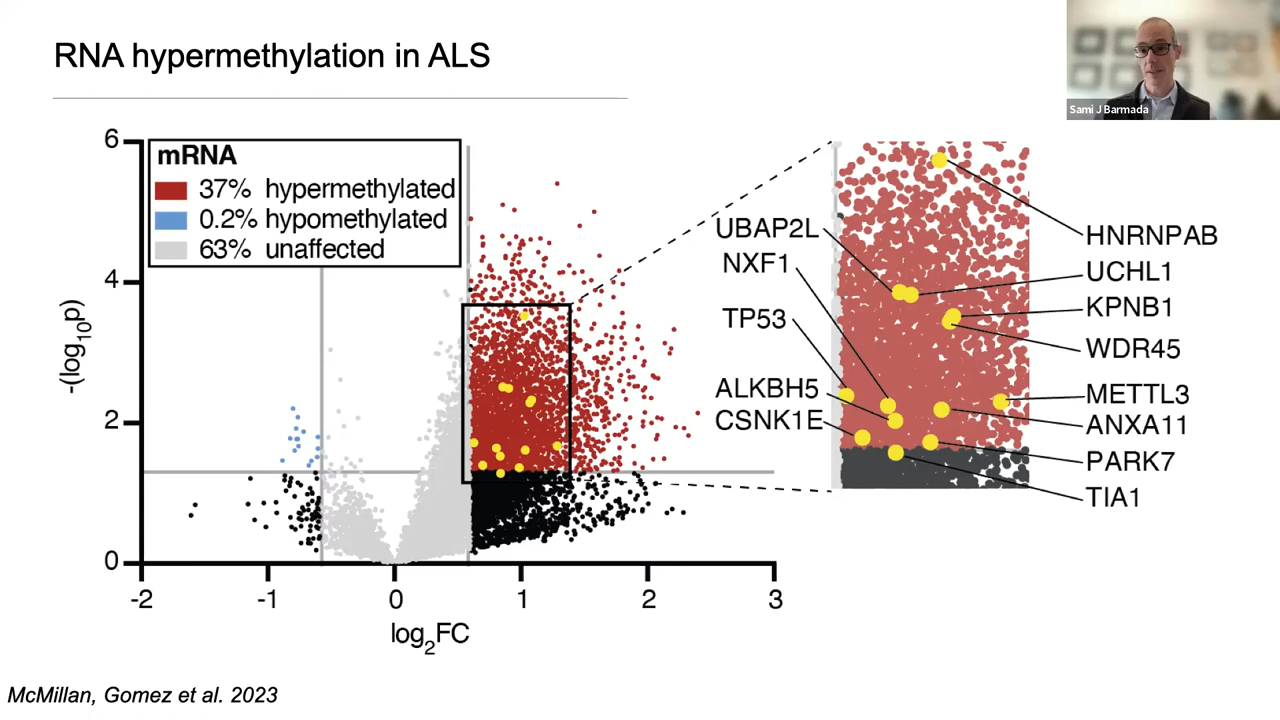 RNA hypermethylation in ALS
Sami J Barmada
mRNA
37% hypermethylated
0.2% hypomethylated
63% unaffected
6
4
2
0
-(log10p)
-2
-1
0
1
2
3
log2FC
UBAP2L
NXF1
TP53
ALKBH5
CSNK1E
HNRNPAB
UCHL1
KPNB1
WDR45
METTL3
ANXA11
PARK7
TIA1
McMillan, Gomez et al. 2023